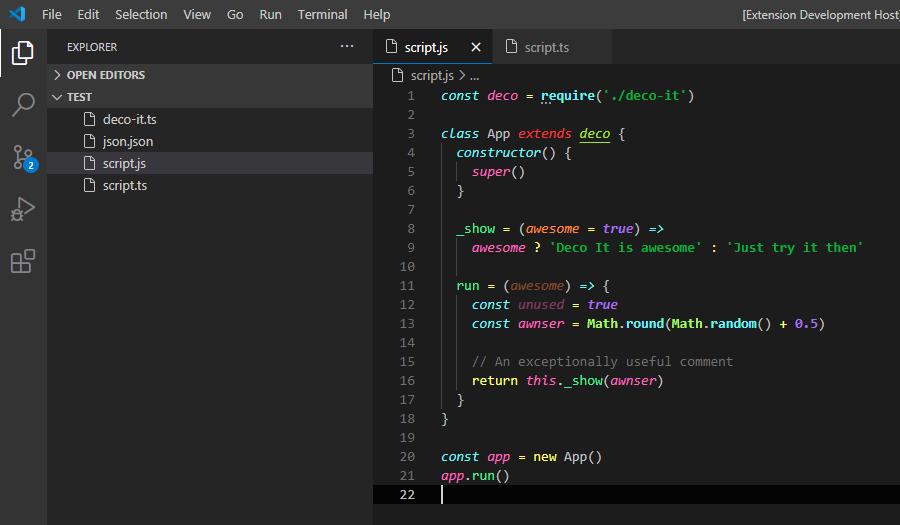 File Edit Selection View Go Run Terminal Help [Extension Development Host]
EXPLORER ...
OPEN EDITORS
TEST
deco-it.ts
json.json
script.js
script.ts
2
script.js script.ts
script.js > ...
1 const deco = require('./deco-it')
2
3 class App extends deco {
4 constructor() {
5 super()
6 }
7
8 _show = (awesome = true) =>
9 awesome ? 'Deco It is awesome' : 'Just try it then'
10
11 run = (awesome) => {
12 const unused = true
13 const awnser = Math.round(Math.random() + 0.5)
14
15 // An exceptionally useful comment
16 return this._show(awnser)
17 }
18 }
19
20 const app = new App()
21 app.run()
22